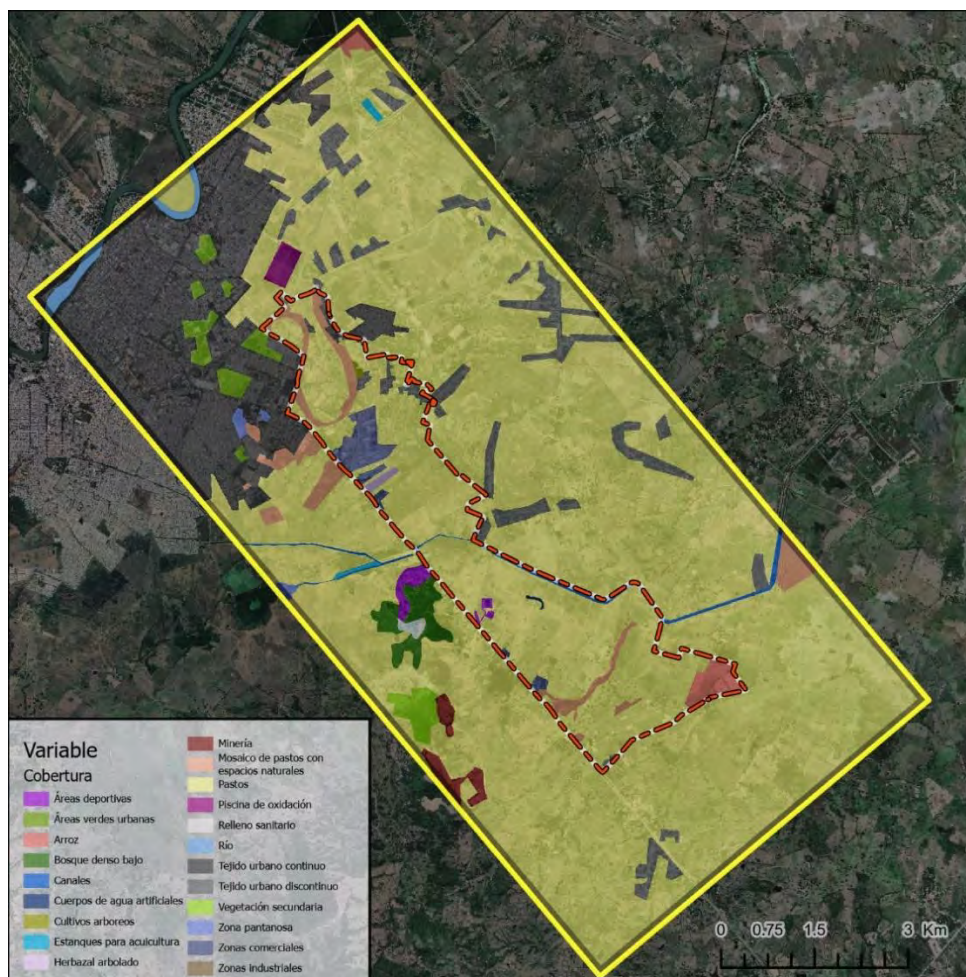 Variable
Cobertura
Áreas deportivas
Áreas verdes urbanas
Arroz
Bosque denso bajo
Canales
Cuerpos de agua artificiales
Cultivos arboreos
Estanques para acuicultura
Herbazal arbolado
Minería
Mosaico de pastos con
espacios naturales
Pastos
Piscina de oxidación
Relleno sanitario
Río
Tejido urbano continuo
Tejido urbano discontinuo
Vegetación secundaria
Zona pantanosa
Zonas comerciales
Zonas industriales
0 0.75 1.5 3 Km